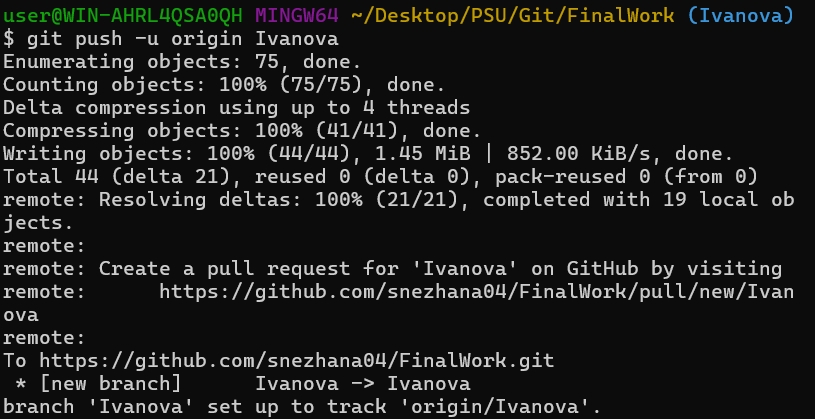 user@WIN-AHRL4QSA0QH MINGW64 ~/Desktop/PSU/Git/FinalWork (Ivanova)
$ git push -u origin Ivanova
Enumerating objects: 75, done.
Counting objects: 100% (75/75), done.
Delta compression using up to 4 threads
Compressing objects: 100% (41/41), done.
Writing objects: 100% (44/44), 1.45 MiB | 852.00 KiB/s, done.
Total 44 (delta 21), reused 0 (delta 0), pack-reused 0 (from 0)
remote: Resolving deltas: 100% (21/21), completed with 19 local ob
jects.
remote:
remote: Create a pull request for 'Ivanova' on GitHub by visiting
remote:      https://github.com/snezhana04/FinalWork/pull/new/Ivan
ova
remote:
To https://github.com/snezhana04/FinalWork.git
 * [new branch]      Ivanova -> Ivanova
branch 'Ivanova' set up to track 'origin/Ivanova'.